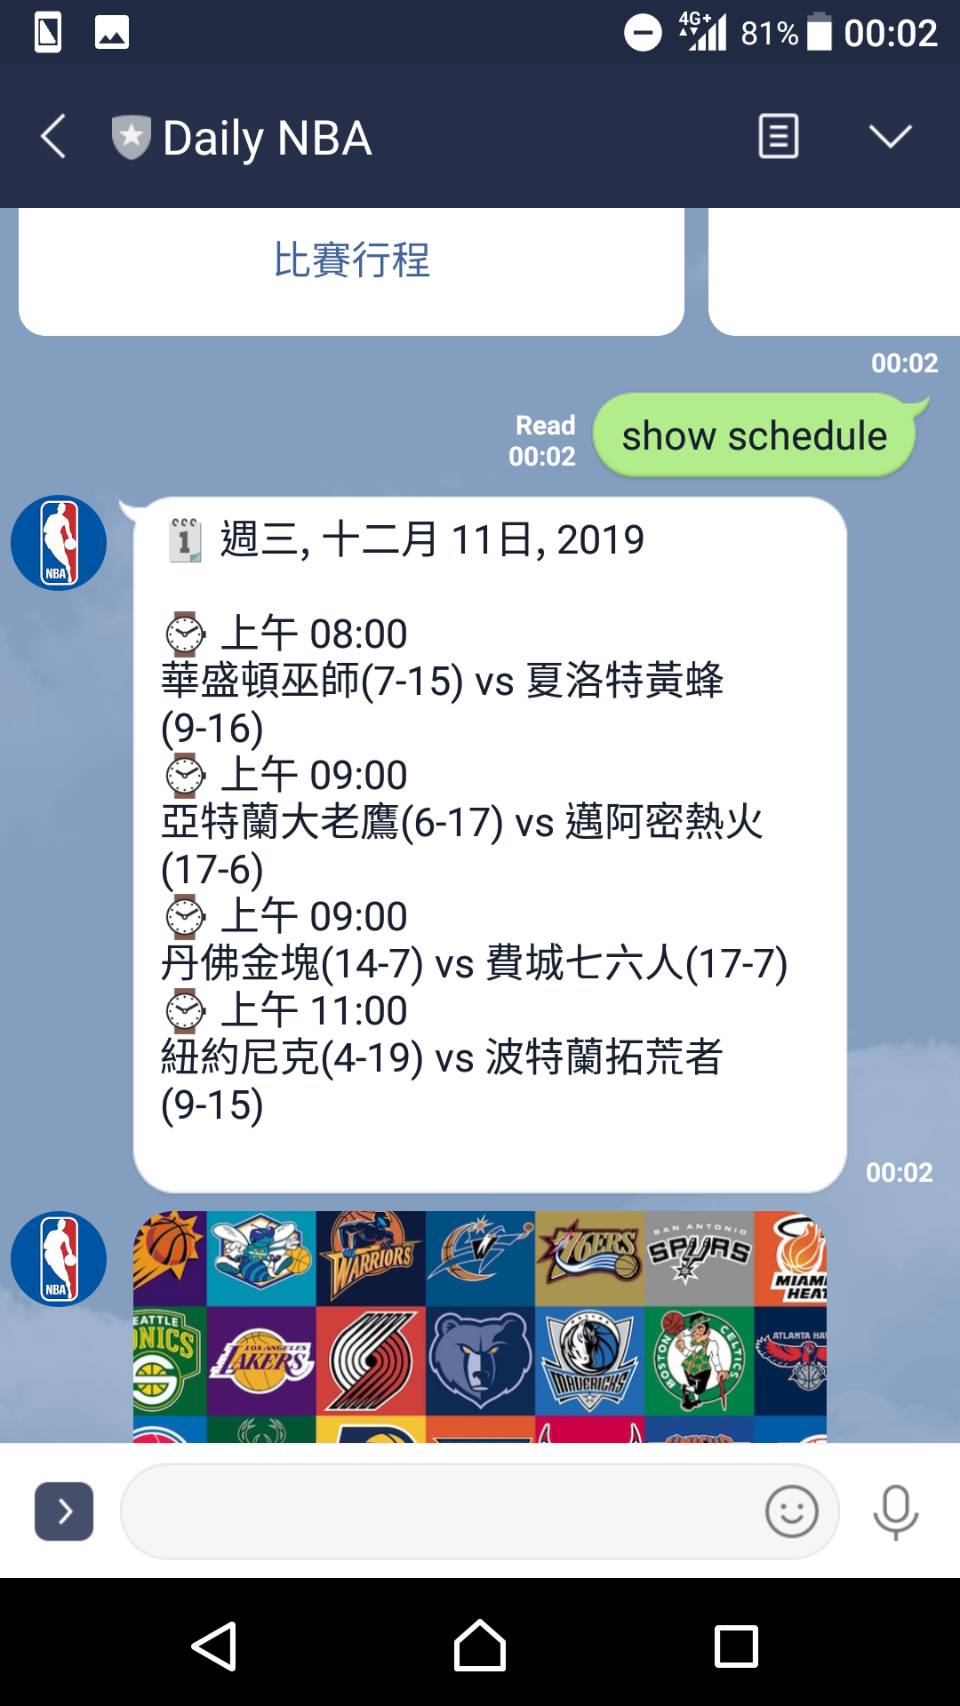 4G+ 81% 00:02
Daily NBA
比賽行程
00:02
Read
00:02
show schedule
1 週三, 十二月 11日, 2019
上午 08:00
華盛頓巫師(7-15) vs 夏洛特黃蜂
(9-16)
上午 09:00
亞特蘭大老鷹(6-17) vs 邁阿密熱火
(17-6)
上午 09:00
丹佛金塊(14-7) vs 費城七六人(17-7)
上午 11:00
紐約尼克(4-19) vs 波特蘭拓荒者
(9-15)
00:02
NBA
NBA
WARRIORS
W
76ERS
SAN ANTONIO
SPURS
MIAMI
HEAT
EATTLE
ONICS
LOS ANGELES
LAKERS
MAVERICKS
BOSTON CELTICS
ATLANTA HA